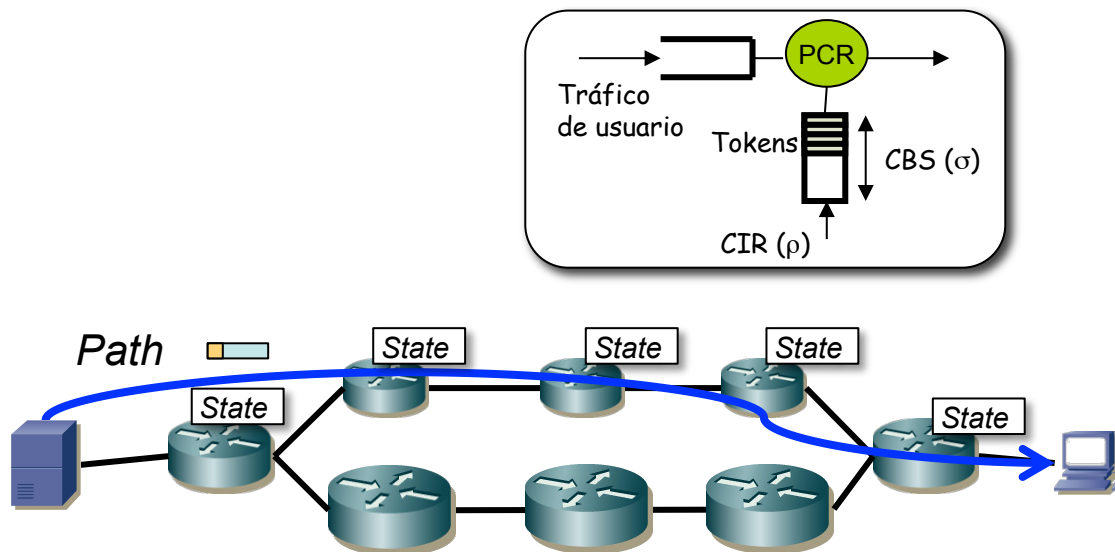 PCR
Tráfico
de usuario
Tokens
CBS (σ)
CIR (ρ)
Path
State
State
State
State
State